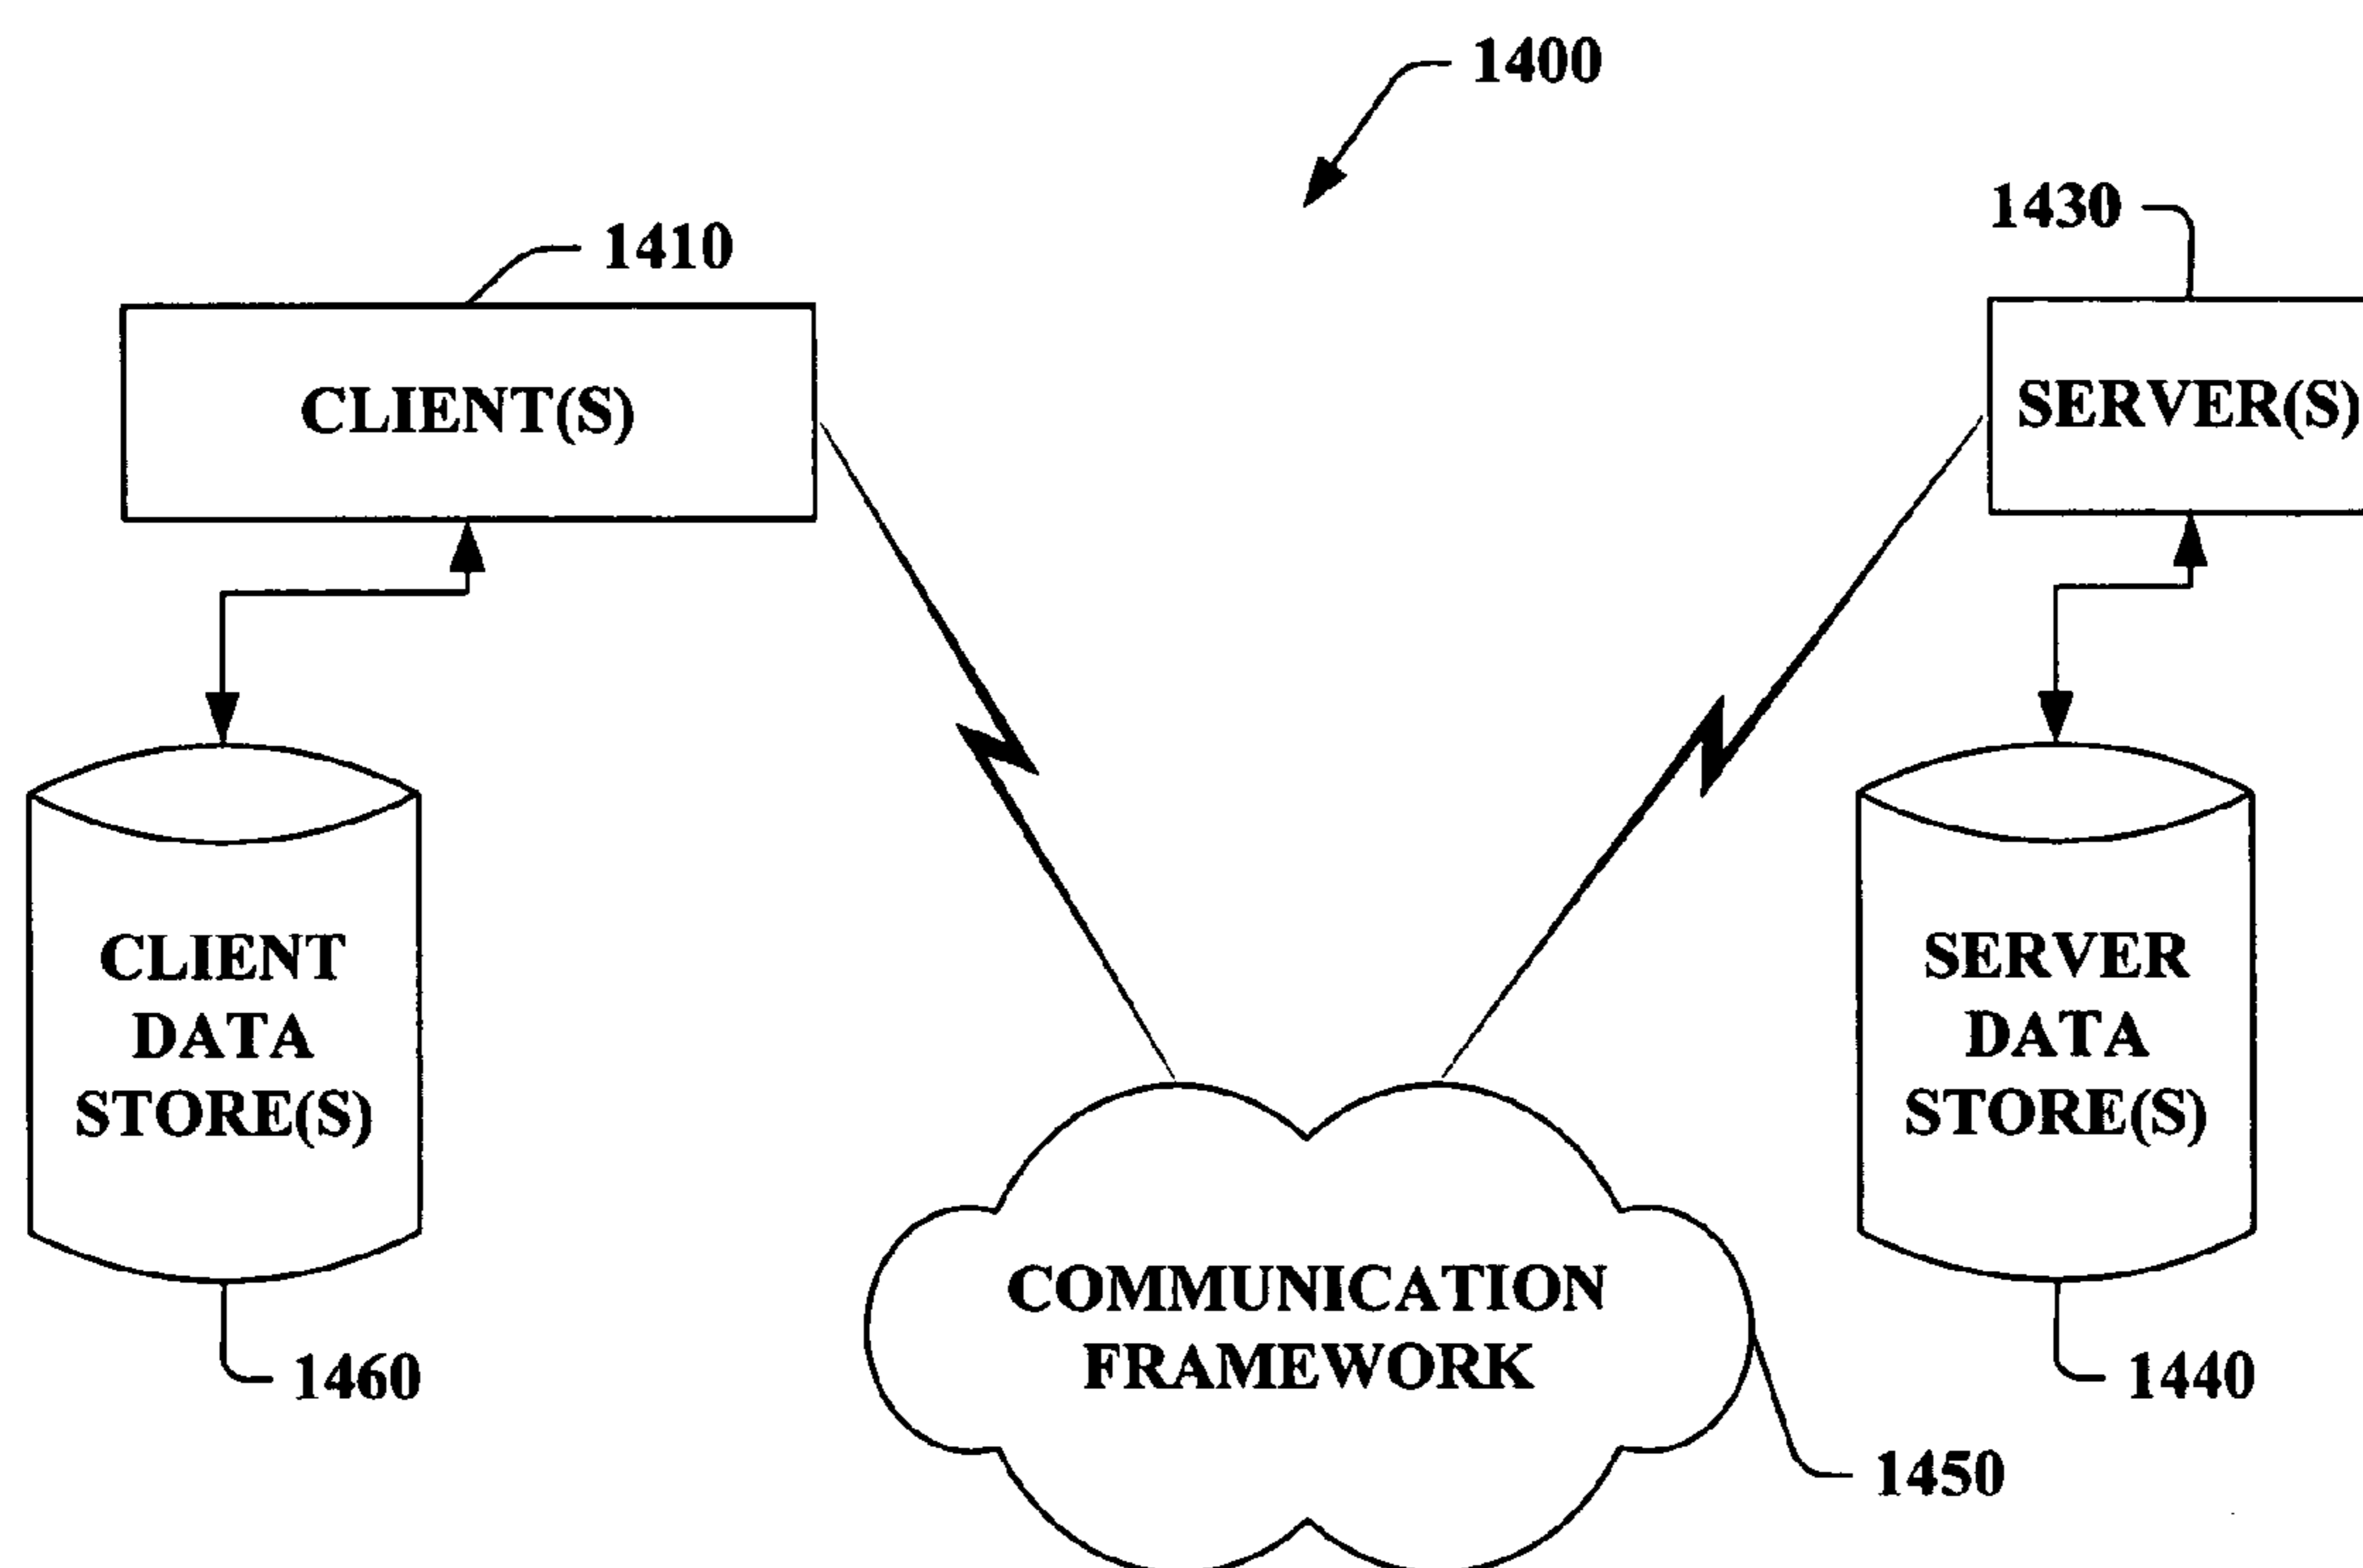 1400
1430
1410
CLIENT(S)
SERVER(S)
CLIENT
DATA
STORE(S)
SERVER
DATA
STORE(S)
COMMUNICATION
FRAMEWORK
1460
1440
1450